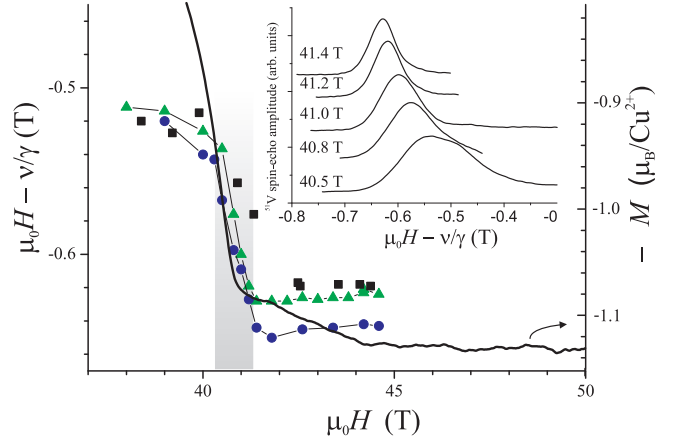 μ₀H − ν/γ (T)
-0.5
-0.6
40
45
50
μ₀H (T)
-0.9
-1.0
-1.1
− M (μ_B/Cu²⁺)
⁵¹V spin-echo amplitude (arb. units)
41.4 T
41.2 T
41.0 T
40.8 T
40.5 T
-0.8
-0.7
-0.6
-0.5
-0.4
-0
μ₀H − ν/γ (T)